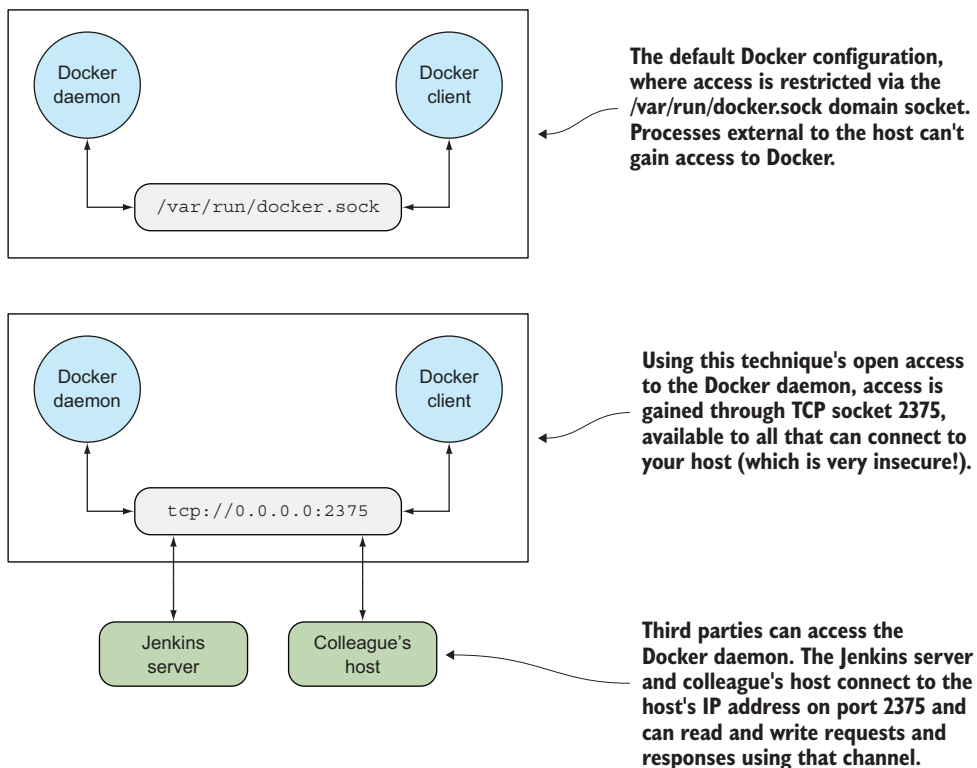 Docker
daemon
Docker
client
/var/run/docker.sock
The default Docker configuration,
where access is restricted via the
/var/run/docker.sock domain socket.
Processes external to the host can't
gain access to Docker.
Docker
daemon
Docker
client
tcp://0.0.0.0:2375
Using this technique's open access
to the Docker daemon, access is
gained through TCP socket 2375,
available to all that can connect to
your host (which is very insecure!).
Jenkins
server
Colleague's
host
Third parties can access the
Docker daemon. The Jenkins server
and colleague's host connect to the
host's IP address on port 2375 and
can read and write requests and
responses using that channel.